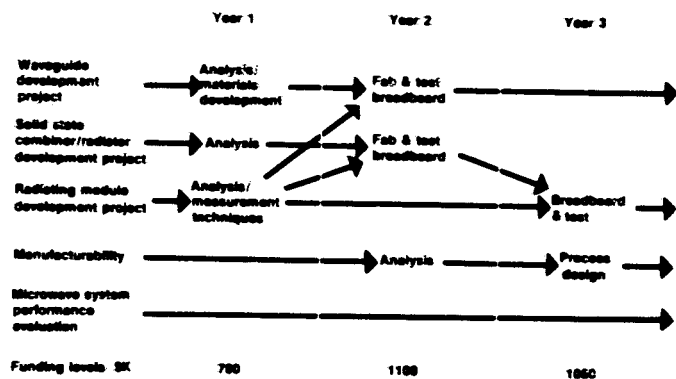 Year 1 Year 2 Year 3
Waveguide
development
project
Analysis/
materials
development
Fab & test
breadboard
Solid state
combiner/radiator
development project
Analysis
Fab & test
breadboard
Radiating module
development project
Analysis/
measurement
techniques
Breadboard
& test
Manufacturability
Analysis
Process
design
Microwave system
performance
evaluation
Funding levels $K